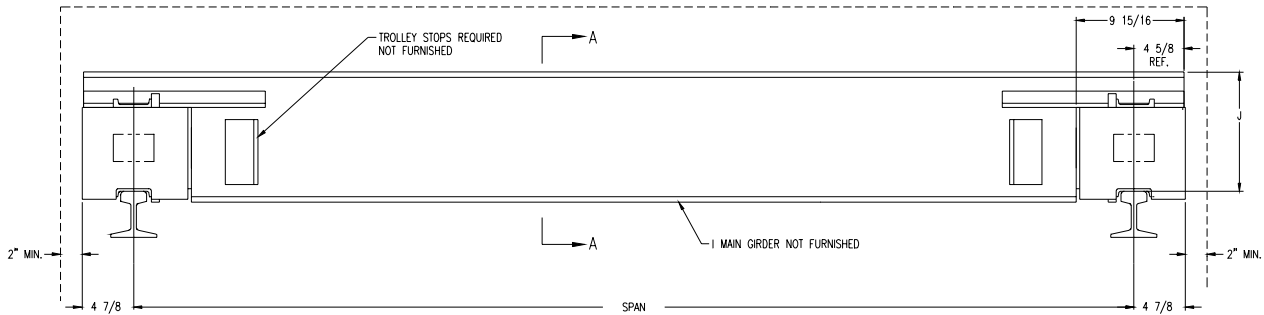 9 15/16
TROLLEY STOPS REQUIRED
NOT FURNISHED
A
4 5/8
REF.
J
A
I MAIN GIRDER NOT FURNISHED
2" MIN.
2" MIN.
4 7/8
SPAN
4 7/8